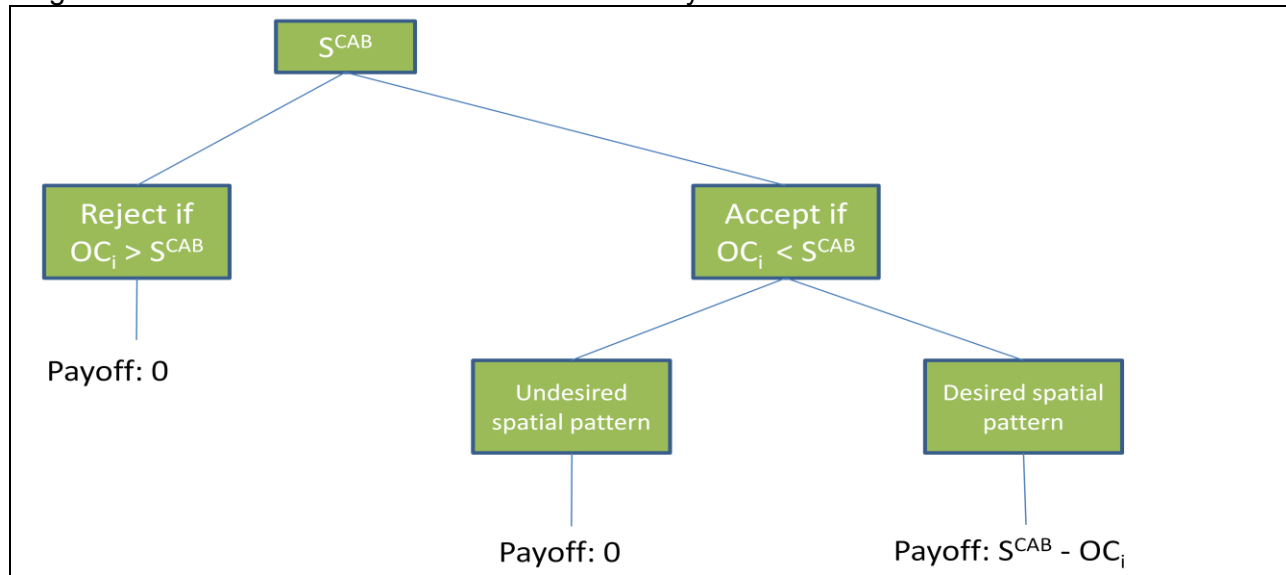 S^CAB
Reject if
OC_i > S^CAB
Accept if
OC_i < S^CAB
Payoff: 0
Undesired
spatial pattern
Desired spatial
pattern
Payoff: 0
Payoff: S^CAB - OC_i